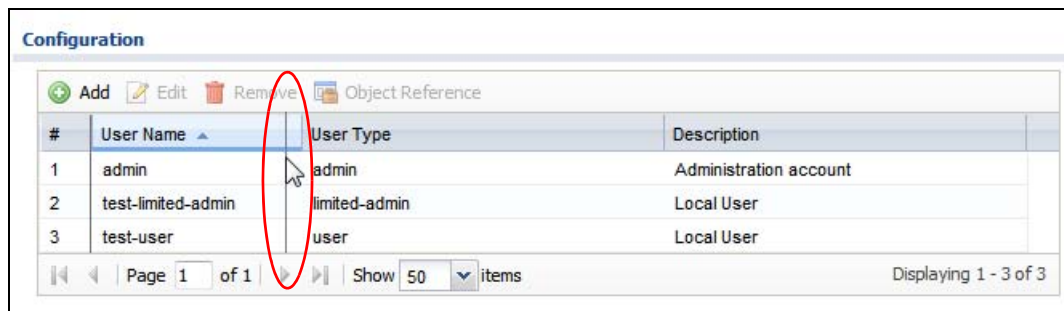 Configuration
Add Edit Remove Object Reference
# User Name User Type Description
1 admin admin Administration account
2 test-limited-admin limited-admin Local User
3 test-user user Local User
Page 1 of 1 Show 50 items Displaying 1 - 3 of 3